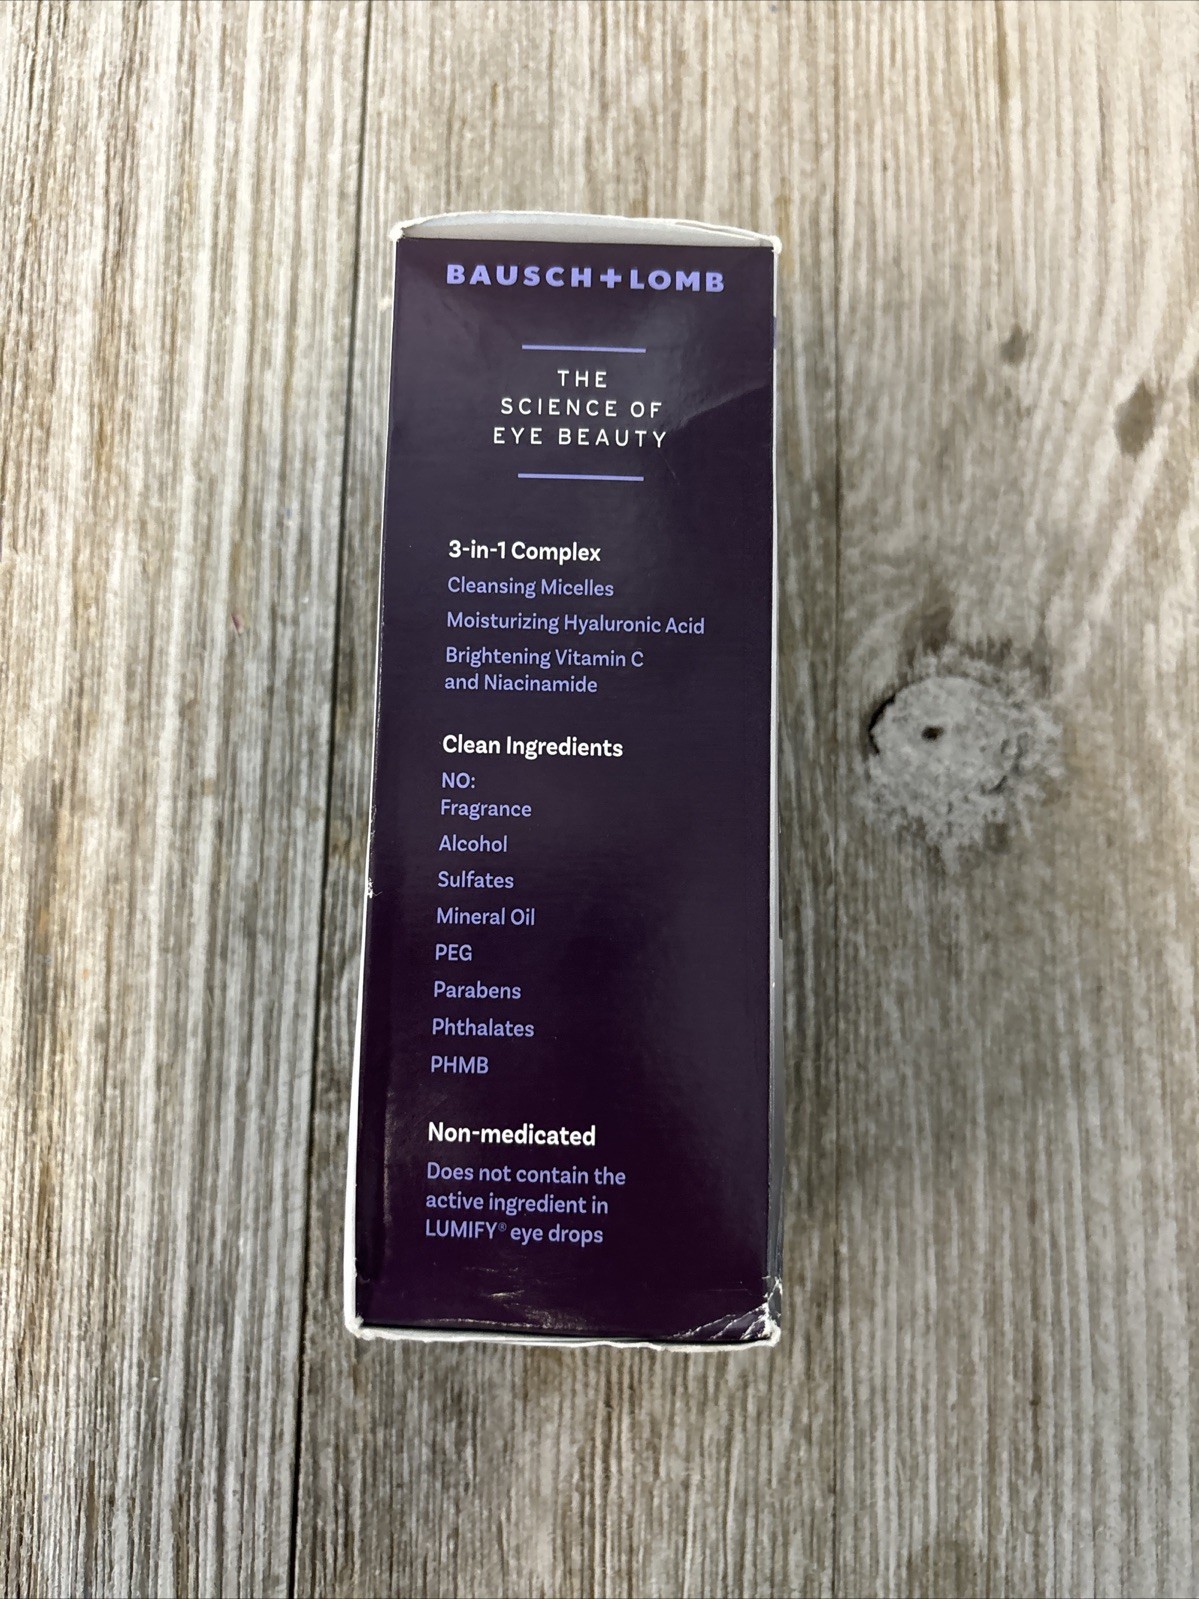 BAUSCH+LOMB
THE
SCIENCE OF
EYE BEAUTY
3-in-1 Complex
Cleansing Micelles
Moisturizing Hyaluronic Acid
Brightening Vitamin C
and Niacinamide
Clean Ingredients
NO:
Fragrance
Alcohol
Sulfates
Mineral Oil
PEG
Parabens
Phthalates
PHMB
Non-medicated
Does not contain the
active ingredient in
LUMIFY® eye drops